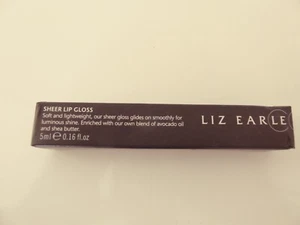 SHEER LIP GLOSS
Soft and lightweight, our sheer gloss glides on smoothly for
luminous shine. Enriched with our own blend of avocado oil
and shea butter.
5ml ℮ 0.16 fl.oz
LIZ EARLE